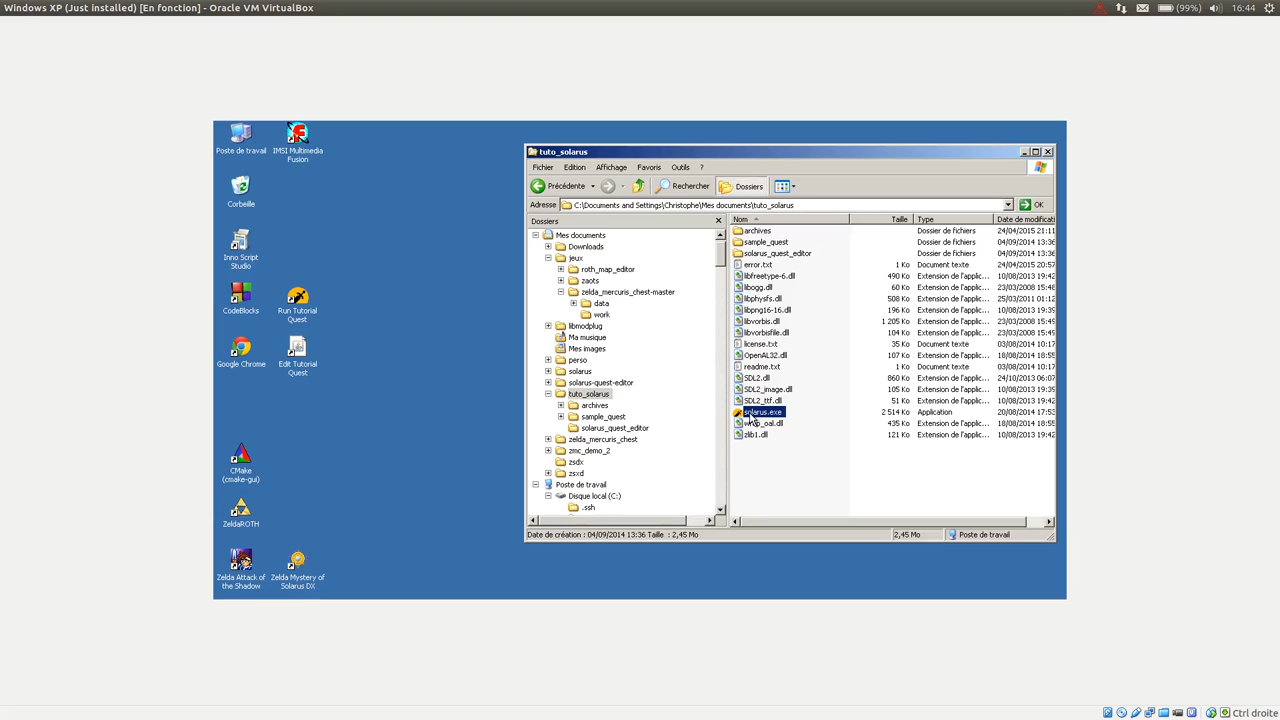 Windows XP (Just installed) [En fonction] - Oracle VM VirtualBox
(99%)
16:44
Poste de travail
IMSI Multimedia
Fusion
Corbeille
Inno Script
Studio
CodeBlocks
Run Tutorial
Quest
Google Chrome
Edit Tutorial
Quest
CMake
(cmake-gui)
ZeldaROTH
Zelda Attack of
the Shadow
Zelda Mystery of
Solarus DX
tuto_solarus
Fichier Edition Affichage Favoris Outils ?
Précédente Rechercher Dossiers
Adresse C:\Documents and Settings\Christophe\Mes documents\tuto_solarus OK
Dossiers
Mes documents
Downloads
jeux
roth_map_editor
zaots
zelda_mercuris_chest-master
data
work
libmodplug
Ma musique
Mes images
perso
solarus
solarus-quest-editor
tuto_solarus
archives
sample_quest
solarus_quest_editor
zelda_mercuris_chest
zmc_demo_2
zsdx
zsxd
Poste de travail
Disque local (C:)
.ssh
Nom Taille Type Date de modificati
archives Dossier de fichiers 24/04/2015 21:11
sample_quest Dossier de fichiers 04/09/2014 13:36
solarus_quest_editor Dossier de fichiers 04/09/2014 13:36
error.txt 1 Ko Document texte 24/04/2015 20:57
libfreetype-6.dll 490 Ko Extension de l'applic... 10/08/2013 19:42
libogg.dll 60 Ko Extension de l'applic... 23/03/2008 15:49
libphysfs.dll 508 Ko Extension de l'applic... 25/03/2011 01:12
libpng16-16.dll 196 Ko Extension de l'applic... 10/08/2013 19:42
libvorbis.dll 1 205 Ko Extension de l'applic... 23/03/2008 15:49
libvorbisfile.dll 104 Ko Extension de l'applic... 10/08/2013 19:42
license.txt 35 Ko Document texte 03/08/2014 10:17
OpenAL32.dll 107 Ko Extension de l'applic... 18/08/2014 18:55
readme.txt 1 Ko Document texte 03/08/2014 10:17
SDL2.dll 860 Ko Extension de l'applic... 24/10/2013 06:07
SDL2_image.dll 105 Ko Extension de l'applic... 10/08/2013 19:39
SDL2_ttf.dll 51 Ko Extension de l'applic... 10/08/2013 19:42
solarus.exe 2 514 Ko Application 20/08/2014 17:53
wrap_oal.dll 435 Ko Extension de l'applic... 18/08/2014 18:55
zlib1.dll 121 Ko Extension de l'applic... 10/08/2013 19:42
Date de création : 04/09/2014 13:36 Taille : 2,45 Mo 2,45 Mo Poste de travail
Ctrl droite